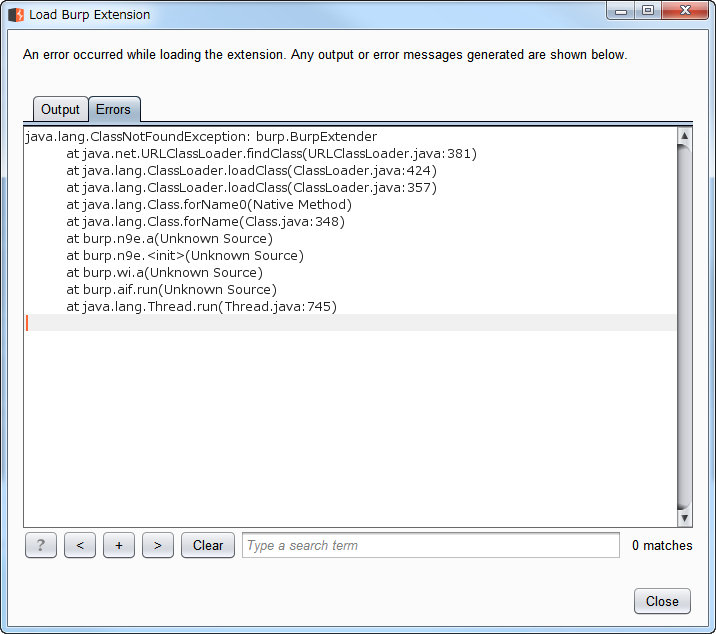 Load Burp Extension
An error occurred while loading the extension. Any output or error messages generated are shown below.
Output Errors
java.lang.ClassNotFoundException: burp.BurpExtender
at java.net.URLClassLoader.findClass(URLClassLoader.java:381)
at java.lang.ClassLoader.loadClass(ClassLoader.java:424)
at java.lang.ClassLoader.loadClass(ClassLoader.java:357)
at java.lang.Class.forName0(Native Method)
at java.lang.Class.forName(Class.java:348)
at burp.n9e.a(Unknown Source)
at burp.n9e.<init>(Unknown Source)
at burp.wi.a(Unknown Source)
at burp.aif.run(Unknown Source)
at java.lang.Thread.run(Thread.java:745)
? < + > Clear Type a search term 0 matches
Close